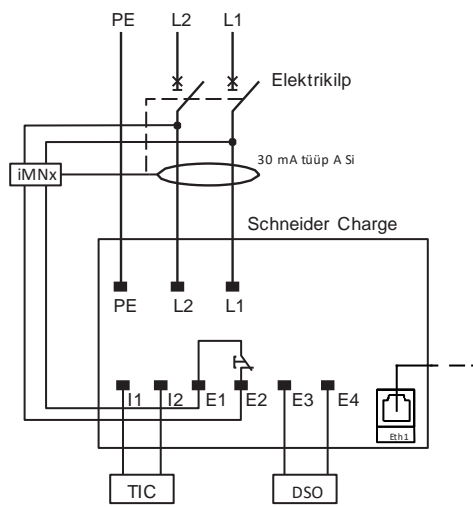 PE L2 L1
Elektrikilp
30 mA tüüp A Si
iMNx
Schneider Charge
PE L2 L1
I1 I2 E1 E2 E3 E4
Eth1
TIC DSO